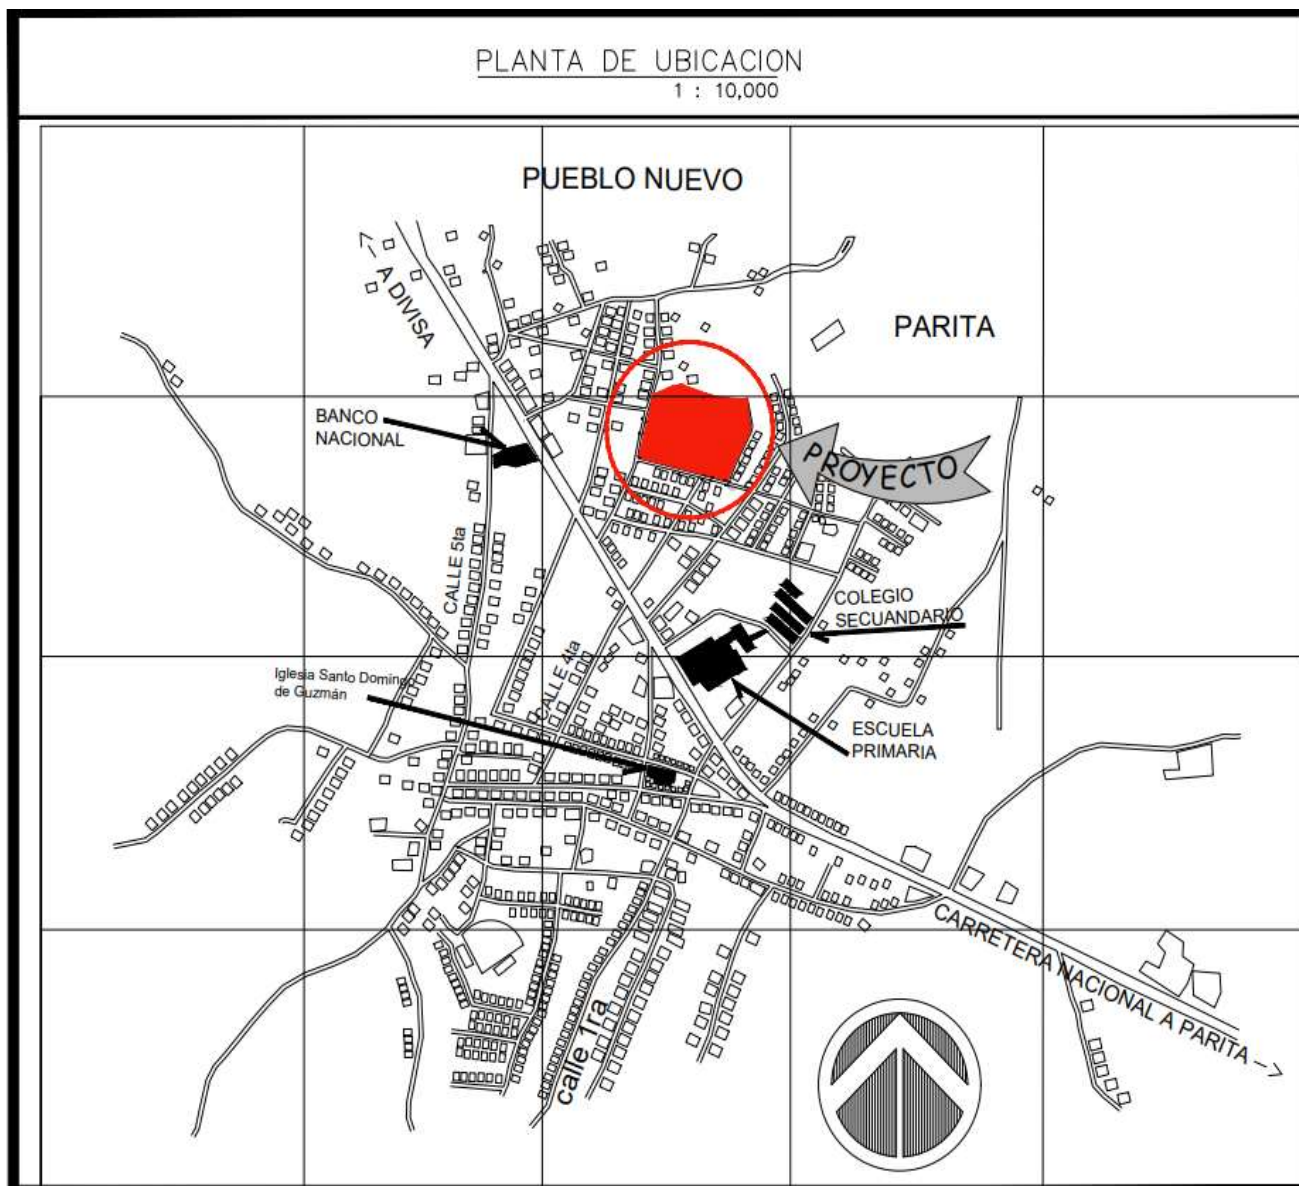 PLANTA DE UBICACION
1 : 10,000
PUEBLO NUEVO
<-- A DIVISA
PARITA
BANCO
NACIONAL
PROYECTO
CALLE 5ta
COLEGIO
SECUANDARIO
CALLE 4ta
Iglesia Santo Domingo
de Guzmán
ESCUELA
PRIMARIA
CARRETERA NACIONAL A PARITA -->
calle 1ra